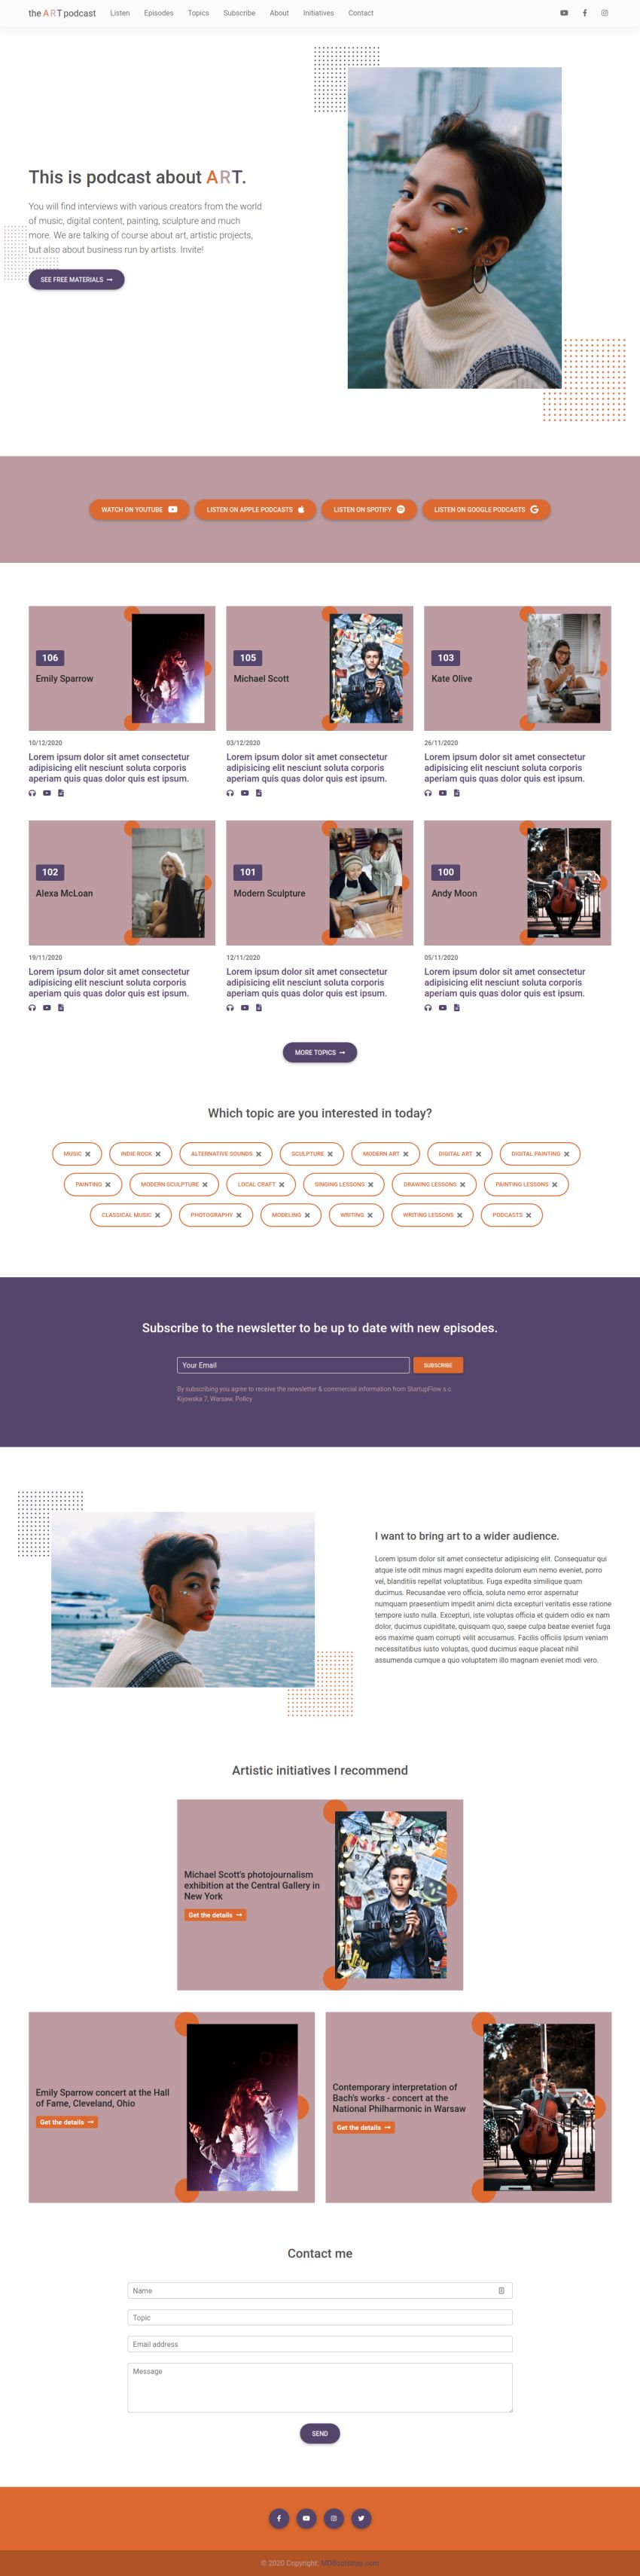 the ART podcast Listen Episodes Topics Subscribe About Initiatives Contact
This is podcast about ART.
You will find interviews with various creators from the world
of music, digital content, painting, sculpture and much
more. We are talking of course about art, artistic projects,
but also about business run by artists. Invite!
SEE FREE MATERIALS
WATCH ON YOUTUBE LISTEN ON APPLE PODCASTS LISTEN ON SPOTIFY LISTEN ON GOOGLE PODCASTS
106
Emily Sparrow
105
Michael Scott
103
Kate Olive
10/12/2020
Lorem ipsum dolor sit amet consectetur
adipisicing elit nesciunt soluta corporis
aperiam quis quas dolor quis est ipsum.
03/12/2020
Lorem ipsum dolor sit amet consectetur
adipisicing elit nesciunt soluta corporis
aperiam quis quas dolor quis est ipsum.
26/11/2020
Lorem ipsum dolor sit amet consectetur
adipisicing elit nesciunt soluta corporis
aperiam quis quas dolor quis est ipsum.
102
Alexa McLoan
101
Modern Sculpture
100
Andy Moon
19/11/2020
Lorem ipsum dolor sit amet consectetur
adipisicing elit nesciunt soluta corporis
aperiam quis quas dolor quis est ipsum.
12/11/2020
Lorem ipsum dolor sit amet consectetur
adipisicing elit nesciunt soluta corporis
aperiam quis quas dolor quis est ipsum.
05/11/2020
Lorem ipsum dolor sit amet consectetur
adipisicing elit nesciunt soluta corporis
aperiam quis quas dolor quis est ipsum.
MORE TOPICS
Which topic are you interested in today?
MUSIC INDIE ROCK ALTERNATIVE SOUNDS SCULPTURE MODERN ART DIGITAL ART DIGITAL PAINTING
PAINTING MODERN SCULPTURE LOCAL CRAFT SINGING LESSONS DRAWING LESSONS PAINTING LESSONS
CLASSICAL MUSIC PHOTOGRAPHY MODELING WRITING WRITING LESSONS PODCASTS
Subscribe to the newsletter to be up to date with new episodes.
Your Email SUBSCRIBE
By subscribing you agree to receive the newsletter & commercial information from StartupFlow s.c.
Kijowska 7, Warsaw. Policy
I want to bring art to a wider audience.
Lorem ipsum dolor sit amet consectetur adipisicing elit. Consequatur qui
atque iste odit minus magni expedita dolorum eum nemo eveniet, porro
vel, blanditiis repellat voluptatibus. Fuga expedita similique quam
ducimus. Recusandae vero officia, soluta nemo error aspernatur
numquam praesentium impedit animi dicta excepturi veritatis esse ratione
tempore iusto nulla. Excepturi, iste voluptas officia et quidem odio ex nam
dolor, ducimus cupiditate, quisquam quo, saepe culpa beatae eveniet fuga
eos maxime quam corrupti velit accusamus. Facilis officiis ipsum veniam
necessitatibus iusto voluptas, quod ducimus eaque placeat nihil
assumenda cumque a quo voluptatem illo magnam eveniet modi vero.
Artistic initiatives I recommend
Michael Scott's photojournalism
exhibition at the Central Gallery in
New York
Get the details
Emily Sparrow concert at the Hall
of Fame, Cleveland, Ohio
Get the details
Contemporary interpretation of
Bach's works - concert at the
National Philharmonic in Warsaw
Get the details
Contact me
Name
Topic
Email address
Message
SEND
© 2020 Copyright: MDBootstrap.com